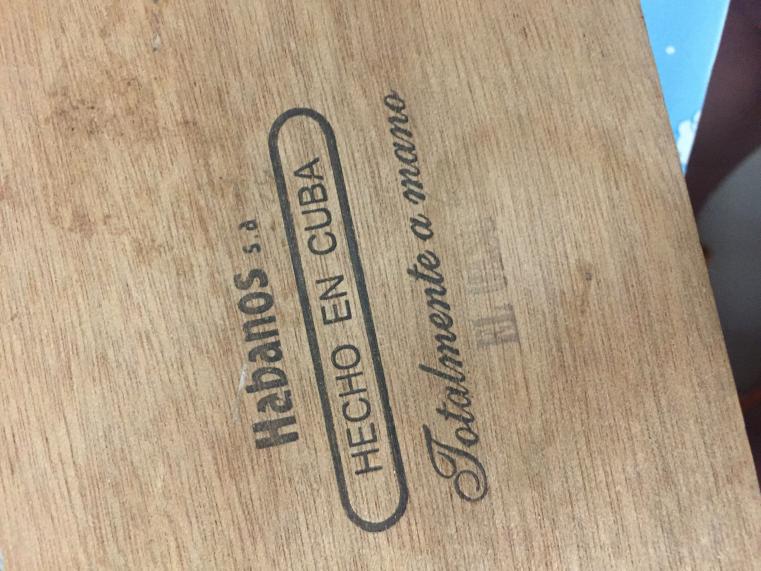 Habanos s.a
HECHO EN CUBA
Totalmente a mano